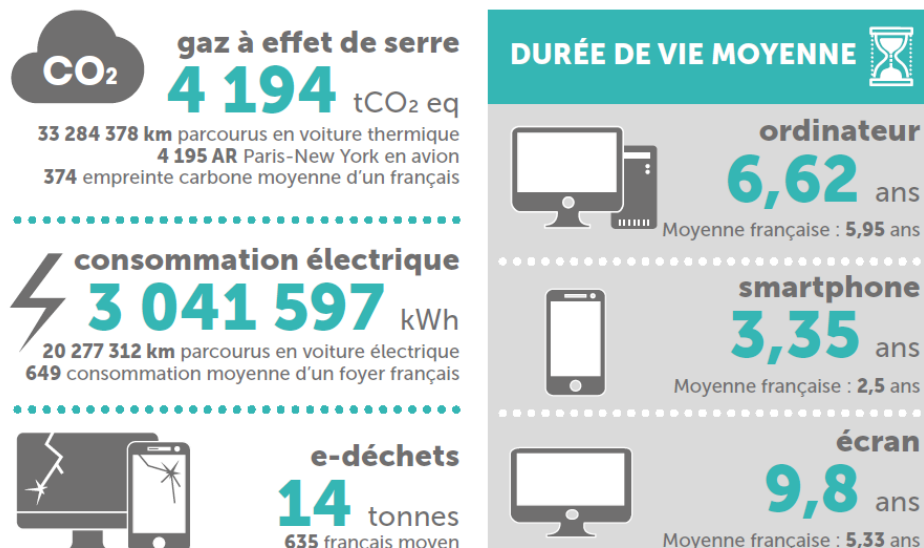 CO₂
gaz à effet de serre
4 194 tCO₂ eq
33 284 378 km parcourus en voiture thermique
4 195 AR Paris-New York en avion
374 empreinte carbone moyenne d'un français
consommation électrique
3 041 597 kWh
20 277 312 km parcourus en voiture électrique
649 consommation moyenne d'un foyer français
e-déchets
14 tonnes
635 français moyen
DURÉE DE VIE MOYENNE
ordinateur
6,62 ans
Moyenne française : 5,95 ans
smartphone
3,35 ans
Moyenne française : 2,5 ans
écran
9,8 ans
Moyenne française : 5,33 ans